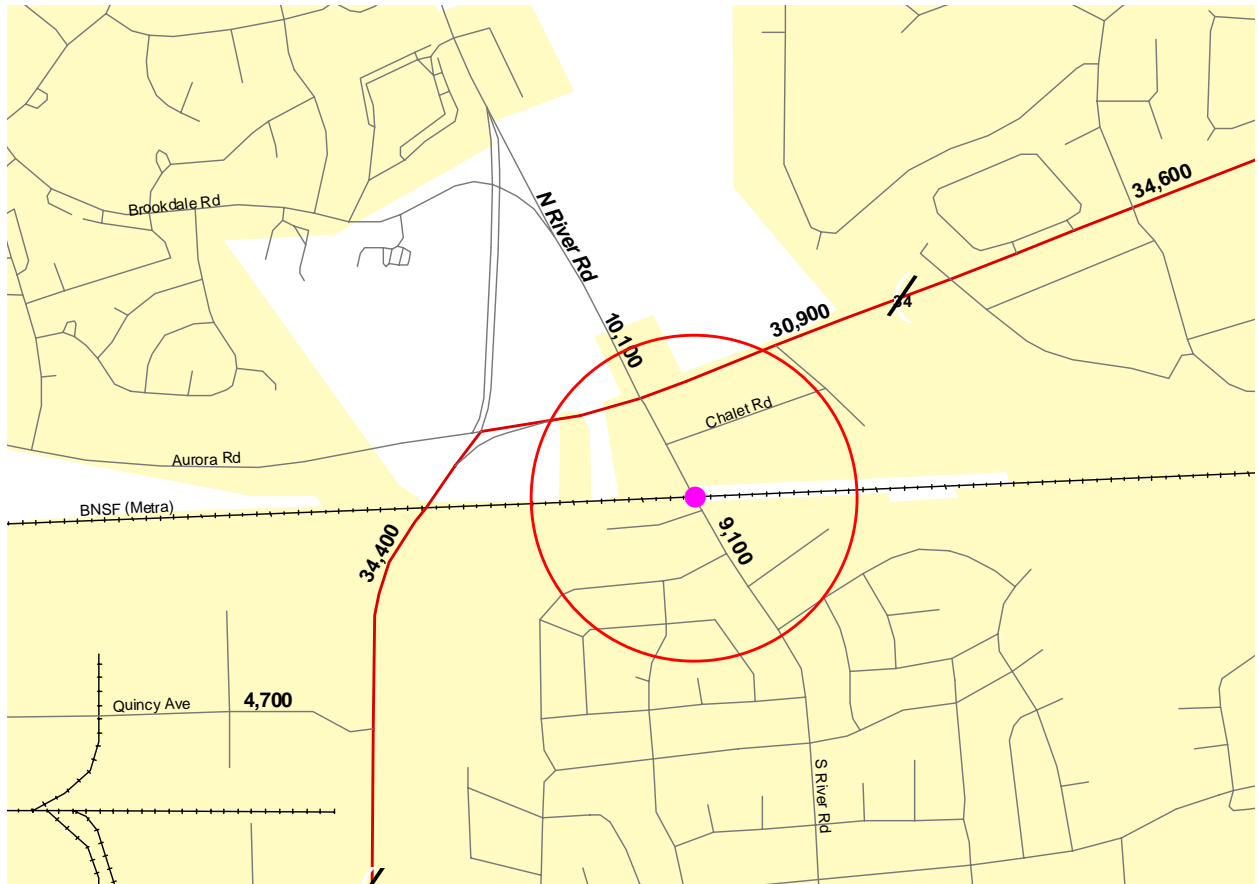 34,600
Brookdale Rd
N River Rd
34
30,900
10,100
Chalet Rd
Aurora Rd
BNSF (Metra)
9,100
34,400
Quincy Ave
4,700
S River Rd